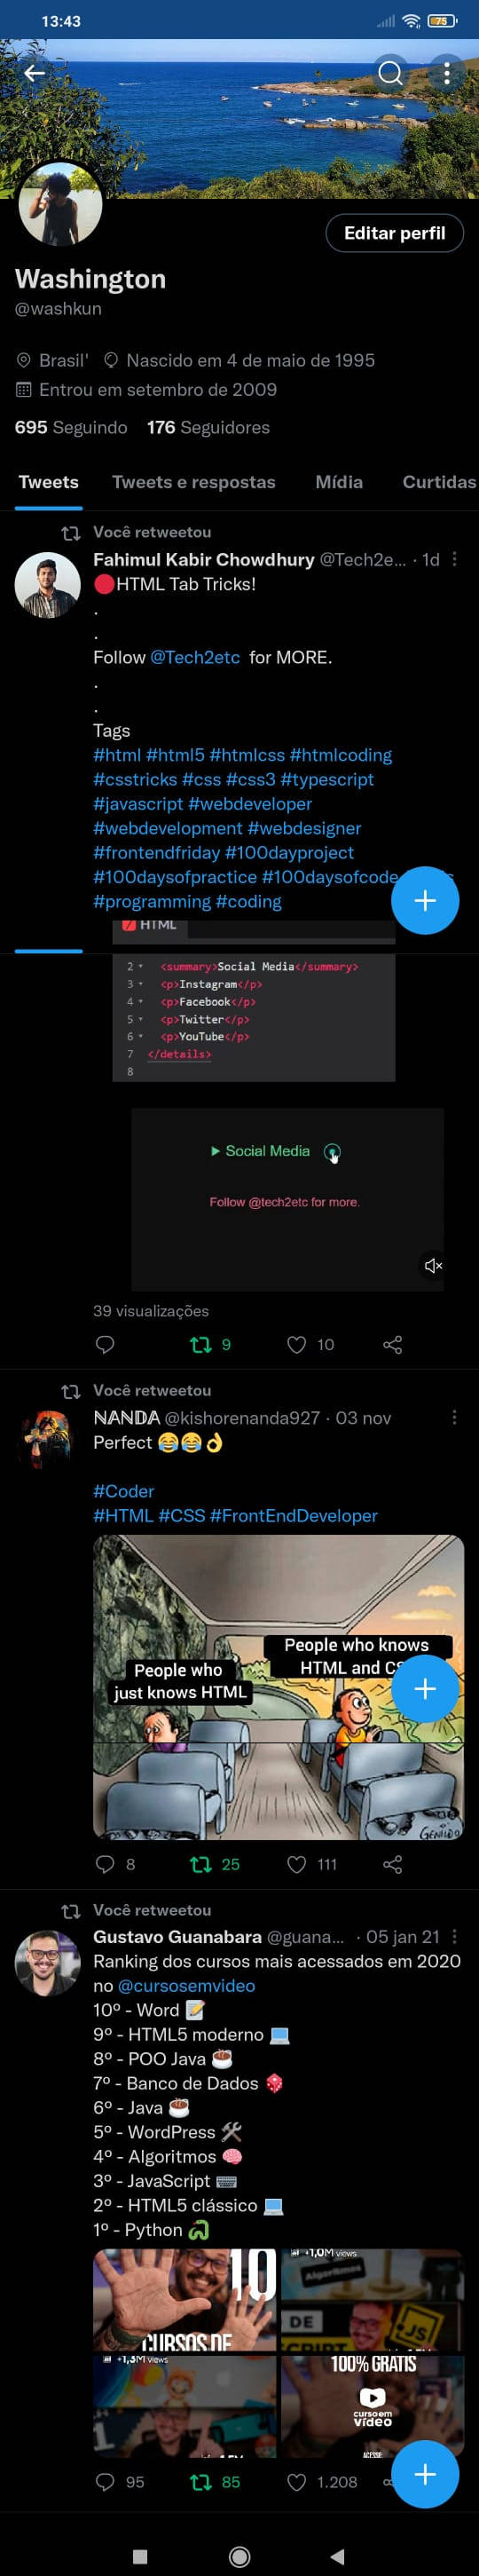 13:43
75
Editar perfil
Washington
@washkun
Brasil' Nascido em 4 de maio de 1995
Entrou em setembro de 2009
695 Seguindo 176 Seguidores
Tweets Tweets e respostas Mídia Curtidas
Você retweetou
Fahimul Kabir Chowdhury @Tech2e... · 1d
🔴HTML Tab Tricks!
.
.
Follow @Tech2etc for MORE.
.
.
Tags
#html #html5 #htmlcss #htmlcoding
#csstricks #css #css3 #typescript
#javascript #webdeveloper
#webdevelopment #webdesigner
#frontendfriday #100dayproject
#100daysofpractice #100daysofcode
#programming #coding
HTML
2 <summary>Social Media</summary>
3 <p>Instagram</p>
4 <p>Facebook</p>
5 <p>Twitter</p>
6 <p>YouTube</p>
7 </details>
8
▶ Social Media
Follow @tech2etc for more.
39 visualizações
9 10
Você retweetou
NANDA @kishorenanda927 · 03 nov
Perfect 😂😂👌
#Coder
#HTML #CSS #FrontEndDeveloper
People who knows
HTML and CS
People who
just knows HTML
GENILDO
8 25 111
Você retweetou
Gustavo Guanabara @guana... · 05 jan 21
Ranking dos cursos mais acessados em 2020
no @cursosemvideo
10º - Word 📝
9º - HTML5 moderno 💻
8º - POO Java ☕
7º - Banco de Dados 🎲
6º - Java ☕
5º - WordPress 🛠
4º - Algoritmos 🧠
3º - JavaScript ⌨
2º - HTML5 clássico 💻
1º - Python 🐍
10
CURSOS DE
+1,0M views
Algoritmos
DE
SCRIPT
JS
+1,3M views
100% GRÁTIS
cursoem
vídeo
95 85 1.208